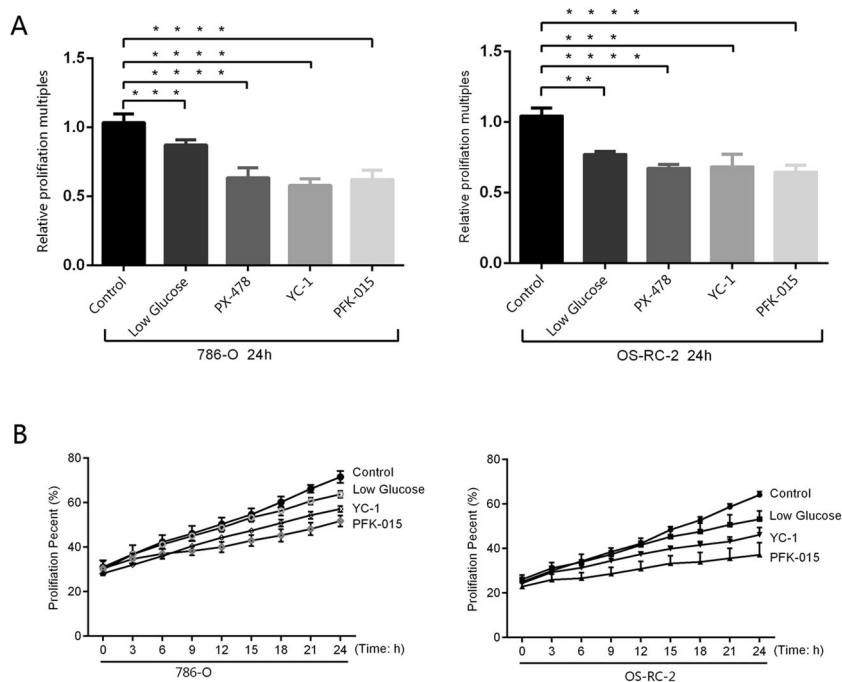 A
Relative prolifiation multiples
1.5
1.0
0.5
0.0
* * * *
* * * *
* * * *
* * *
Control
Low Glucose
PX-478
YC-1
PFK-015
786-O 24h
Relative prolifiation multiples
1.5
1.0
0.5
0.0
* * * *
* * *
* * * *
* *
Control
Low Glucose
PX-478
YC-1
PFK-015
OS-RC-2 24h
B
Prolifiation Pecent (%)
80
60
40
20
0
Control
Low Glucose
YC-1
PFK-015
0 3 6 9 12 15 18 21 24 (Time: h)
786-O
Prolifiation Pecent (%)
80
60
40
20
0
Control
Low Glucose
YC-1
PFK-015
0 3 6 9 12 15 18 21 24 (Time: h)
OS-RC-2